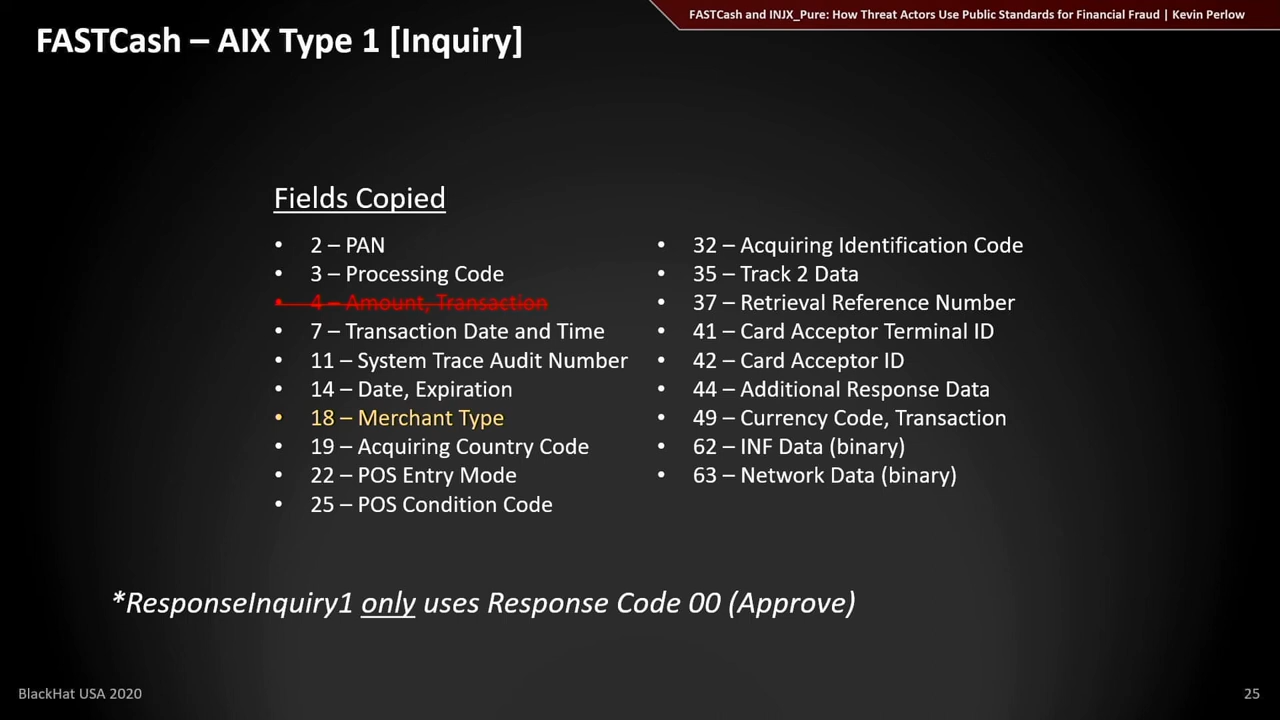 FASTCash and INJX_Pure: How Threat Actors Use Public Standards for Financial Fraud | Kevin Perlow
FASTCash – AIX Type 1 [Inquiry]
Fields Copied
• 2 – PAN
• 3 – Processing Code
• 4 – Amount, Transaction
• 7 – Transaction Date and Time
• 11 – System Trace Audit Number
• 14 – Date, Expiration
• 18 – Merchant Type
• 19 – Acquiring Country Code
• 22 – POS Entry Mode
• 25 – POS Condition Code
• 32 – Acquiring Identification Code
• 35 – Track 2 Data
• 37 – Retrieval Reference Number
• 41 – Card Acceptor Terminal ID
• 42 – Card Acceptor ID
• 44 – Additional Response Data
• 49 – Currency Code, Transaction
• 62 – INF Data (binary)
• 63 – Network Data (binary)
*ResponseInquiry1 only uses Response Code 00 (Approve)
BlackHat USA 2020
25